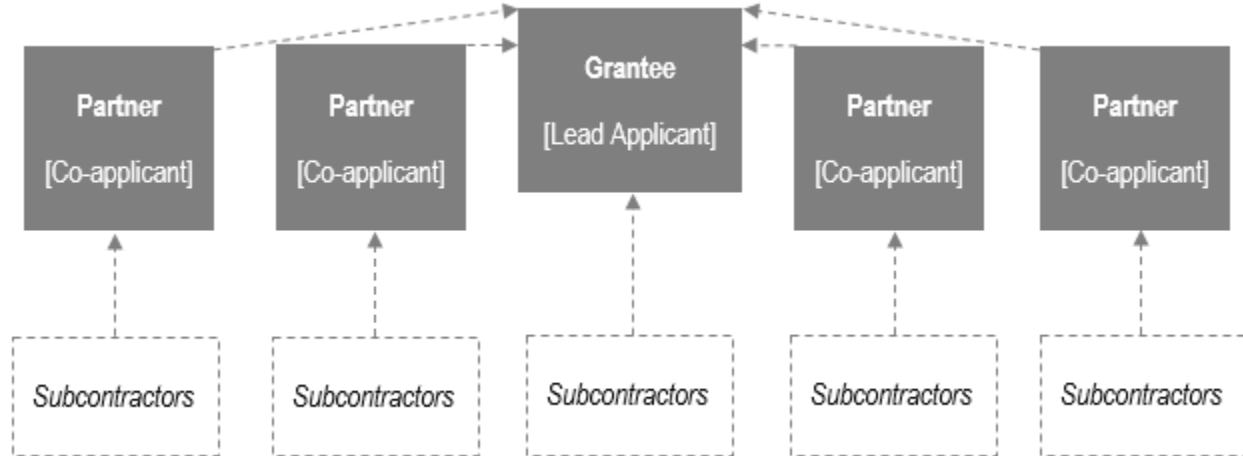 Grantee
[Lead Applicant]
Partner
[Co-applicant]
Partner
[Co-applicant]
Partner
[Co-applicant]
Partner
[Co-applicant]
Subcontractors
Subcontractors
Subcontractors
Subcontractors
Subcontractors